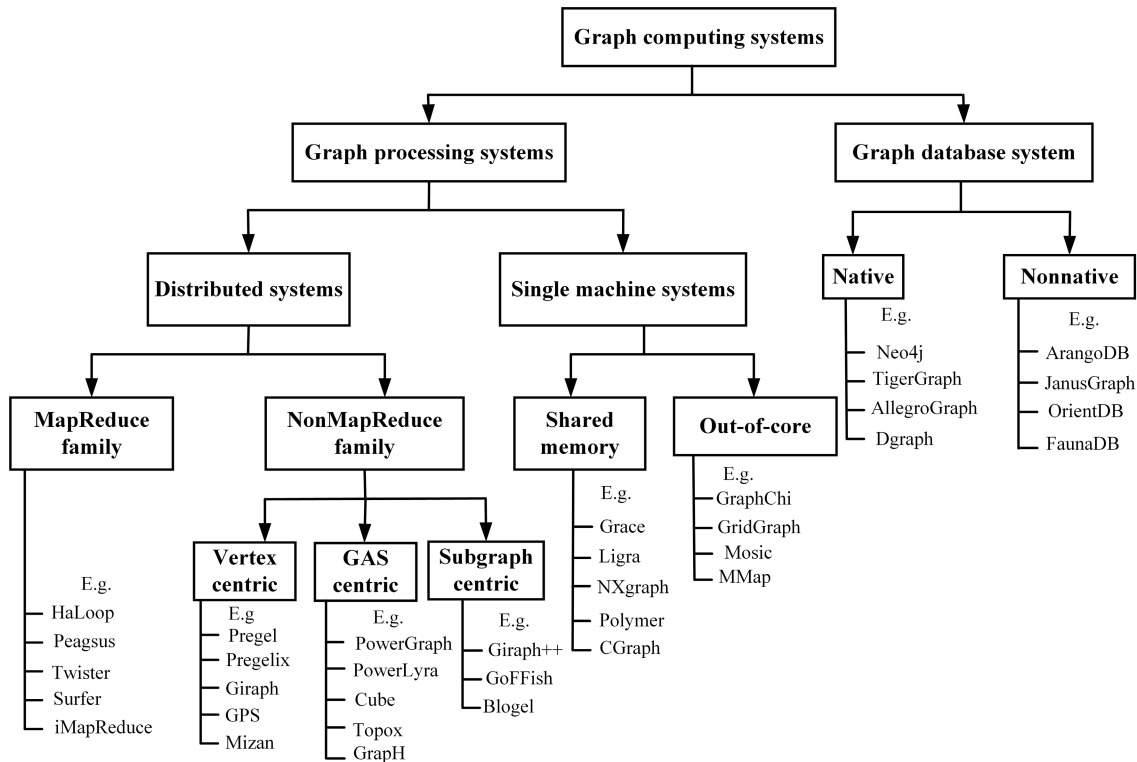 Graph computing systems
Graph processing systems
Graph database system
Distributed systems
Single machine systems
Native
Nonnative
E.g.
Neo4j
TigerGraph
AllegroGraph
Dgraph
E.g.
ArangoDB
JanusGraph
OrientDB
FaunaDB
MapReduce
family
NonMapReduce
family
Shared
memory
Out-of-core
E.g.
HaLoop
Peagsus
Twister
Surfer
iMapReduce
Vertex
centric
GAS
centric
Subgraph
centric
E.g
Pregel
Pregelix
Giraph
GPS
Mizan
E.g.
PowerGraph
PowerLyra
Cube
Topox
GrapH
E.g.
Giraph++
GoFFish
Blogel
E.g.
Grace
Ligra
NXgraph
Polymer
CGraph
E.g.
GraphChi
GridGraph
Mosic
MMap